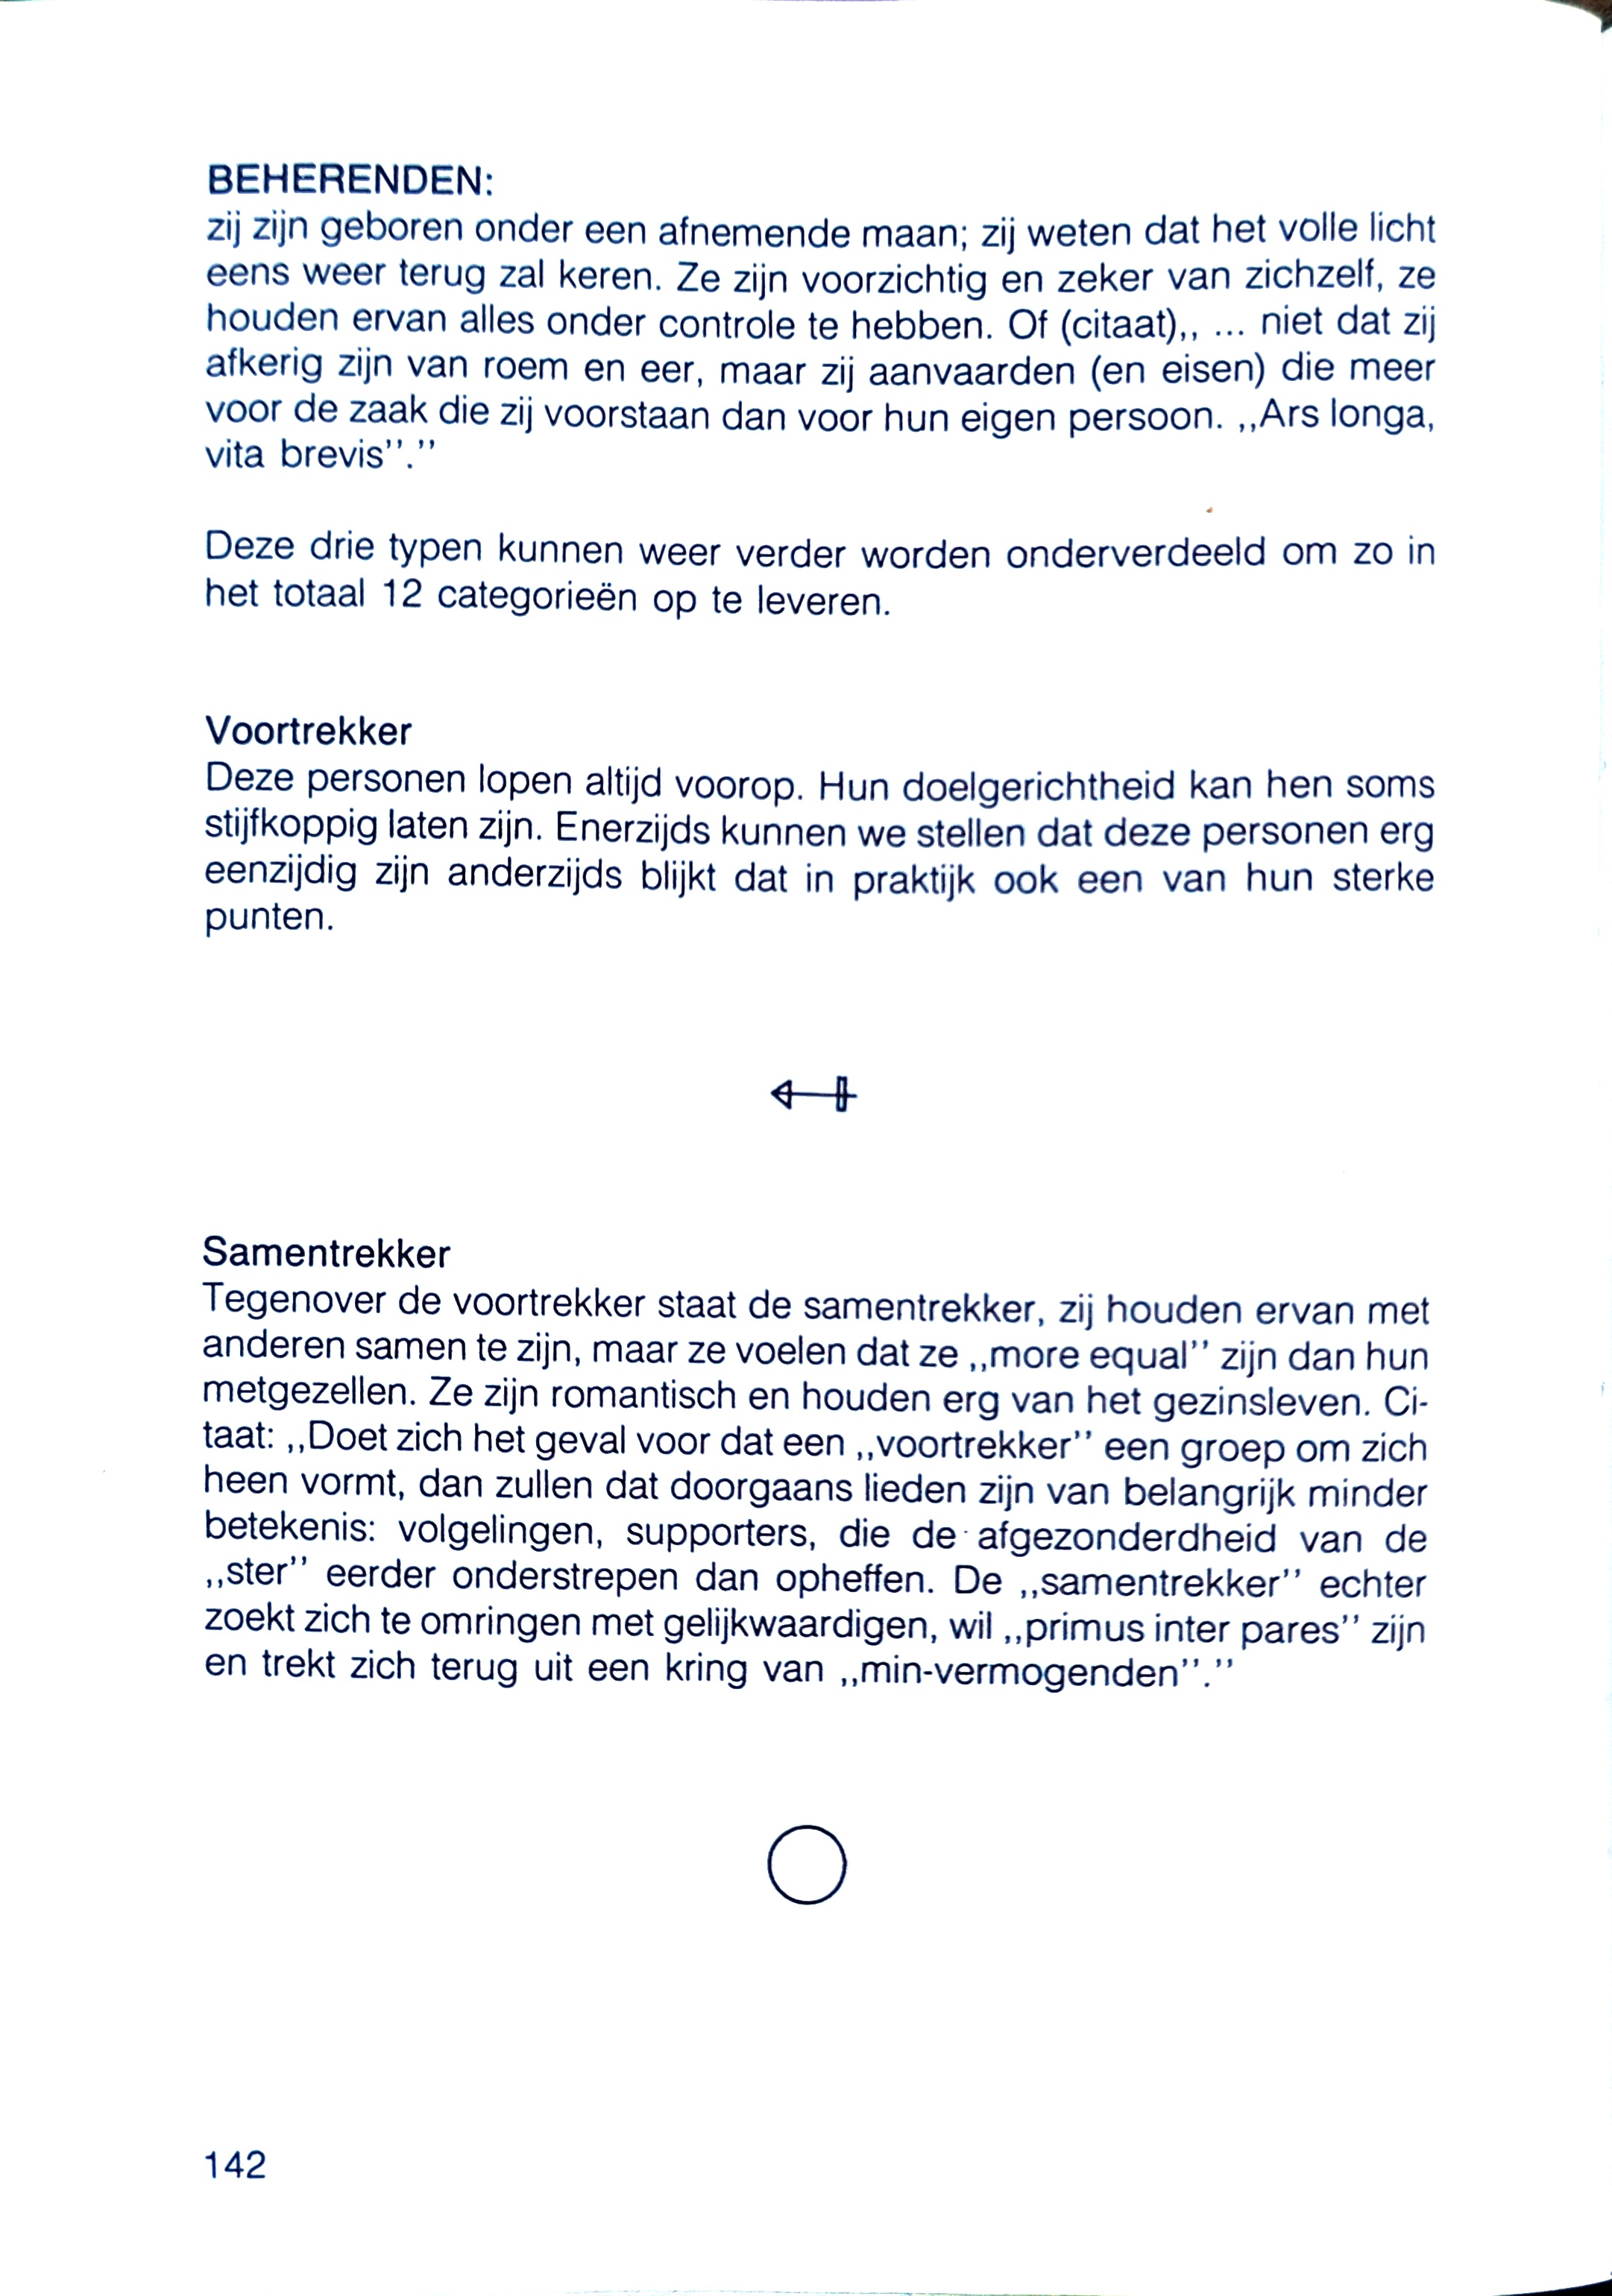 BEHERENDEN:
zij zijn geboren onder een afnemende maan; zij weten dat het volle licht
eens weer terug zal keren. Ze zijn voorzichtig en zeker van zichzelf, ze
houden ervan alles onder controle te hebben. Of (citaat),, ... niet dat zij
afkerig zijn van roem en eer, maar zij aanvaarden (en eisen) die meer
voor de zaak die zij voorstaan dan voor hun eigen persoon. ,,Ars longa,
vita brevis''.''
Deze drie typen kunnen weer verder worden onderverdeeld om zo in
het totaal 12 categorieën op te leveren.
Voortrekker
Deze personen lopen altijd voorop. Hun doelgerichtheid kan hen soms
stijfkoppig laten zijn. Enerzijds kunnen we stellen dat deze personen erg
eenzijdig zijn anderzijds blijkt dat in praktijk ook een van hun sterke
punten.
Samentrekker
Tegenover de voortrekker staat de samentrekker, zij houden ervan met
anderen samen te zijn, maar ze voelen dat ze ,,more equal'' zijn dan hun
metgezellen. Ze zijn romantisch en houden erg van het gezinsleven. Ci-
taat: ,,Doet zich het geval voor dat een ,,voortrekker'' een groep om zich
heen vormt, dan zullen dat doorgaans lieden zijn van belangrijk minder
betekenis: volgelingen, supporters, die de afgezonderdheid van de
,,ster'' eerder onderstrepen dan opheffen. De ,,samentrekker'' echter
zoekt zich te omringen met gelijkwaardigen, wil ,,primus inter pares'' zijn
en trekt zich terug uit een kring van ,,min-vermogenden''.''
142